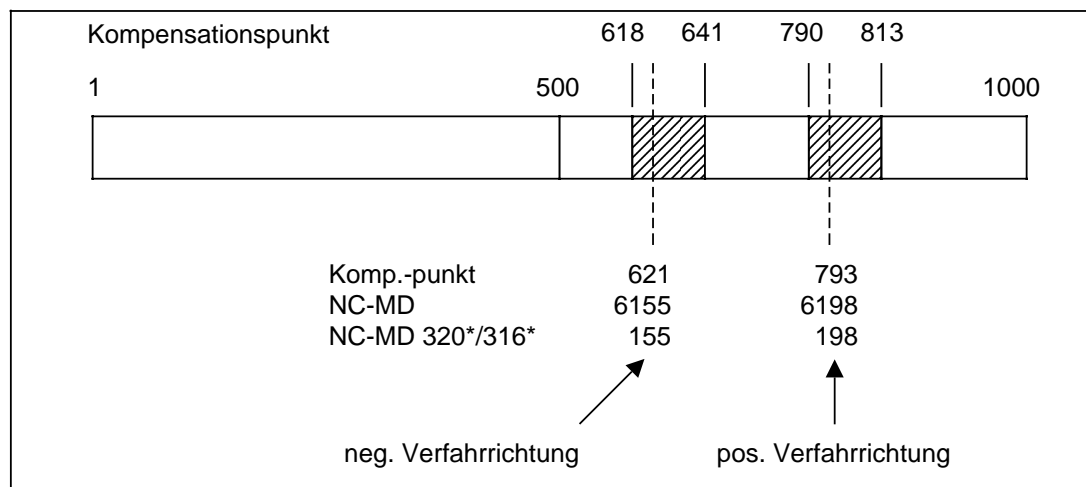 Kompensationspunkt 618 641 790 813
1 500 1000
Komp.-punkt 621 793
NC-MD 6155 6198
NC-MD 320*/316* 155 198
neg. Verfahrrichtung pos. Verfahrrichtung